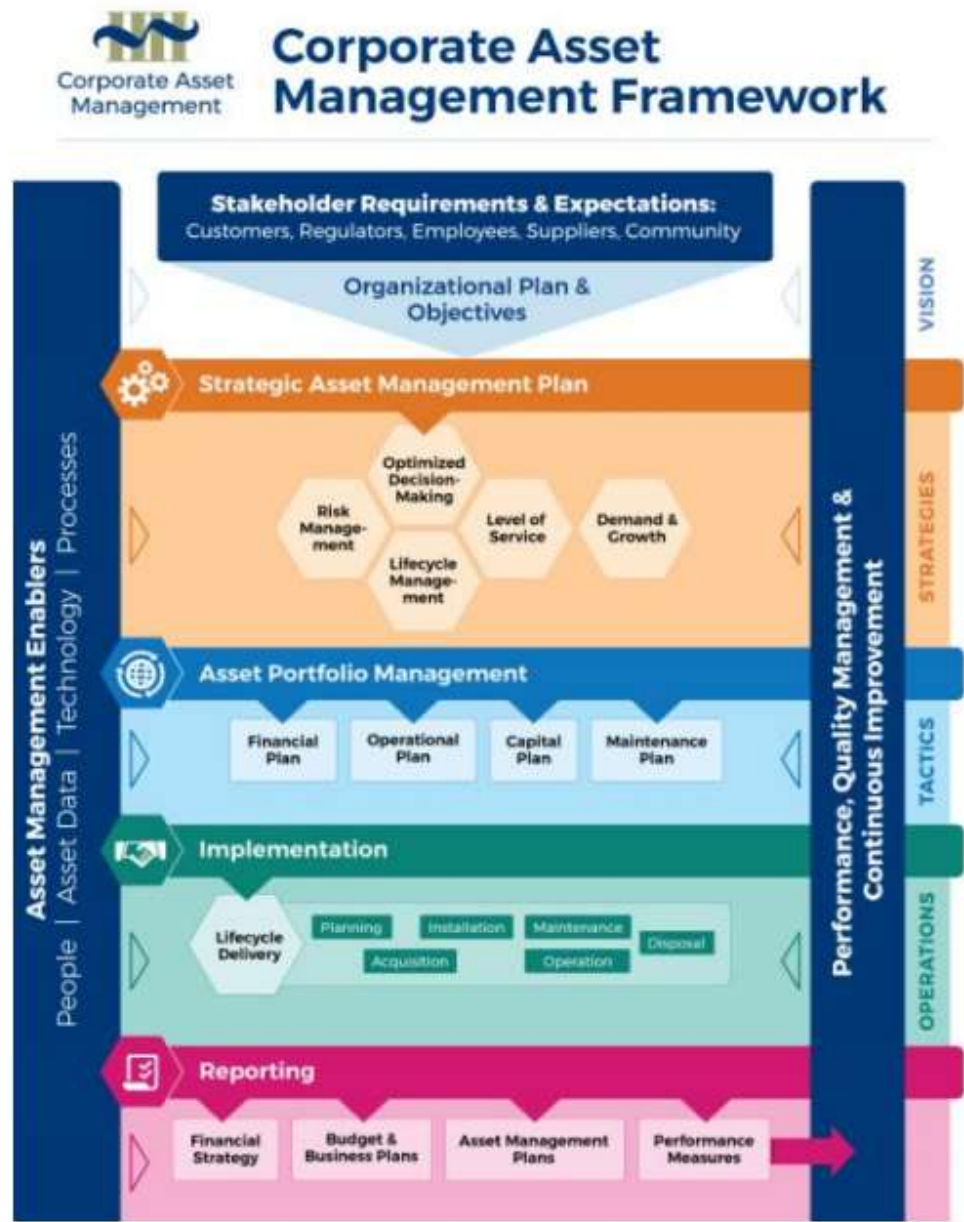 Corporate Asset
Management
Corporate Asset
Management Framework
Stakeholder Requirements & Expectations:
Customers, Regulators, Employees, Suppliers, Community
Organizational Plan &
Objectives
VISION
Strategic Asset Management Plan
Optimized
Decision-
Making
Risk
Manage-
ment
Level of
Service
Demand &
Growth
Lifecycle
Manage-
ment
STRATEGIES
Asset Management Enablers
People | Asset Data | Technology | Processes
Performance, Quality Management &
Continuous Improvement
Asset Portfolio Management
Financial
Plan
Operational
Plan
Capital
Plan
Maintenance
Plan
TACTICS
Implementation
Lifecycle
Delivery
Planning
Installation
Maintenance
Disposal
Acquisition
Operation
OPERATIONS
Reporting
Financial
Strategy
Budget &
Business Plans
Asset Management
Plans
Performance
Measures